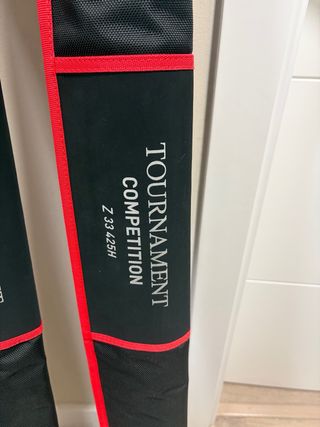 TOURNAMENT
COMPETITION
Z 33 425H